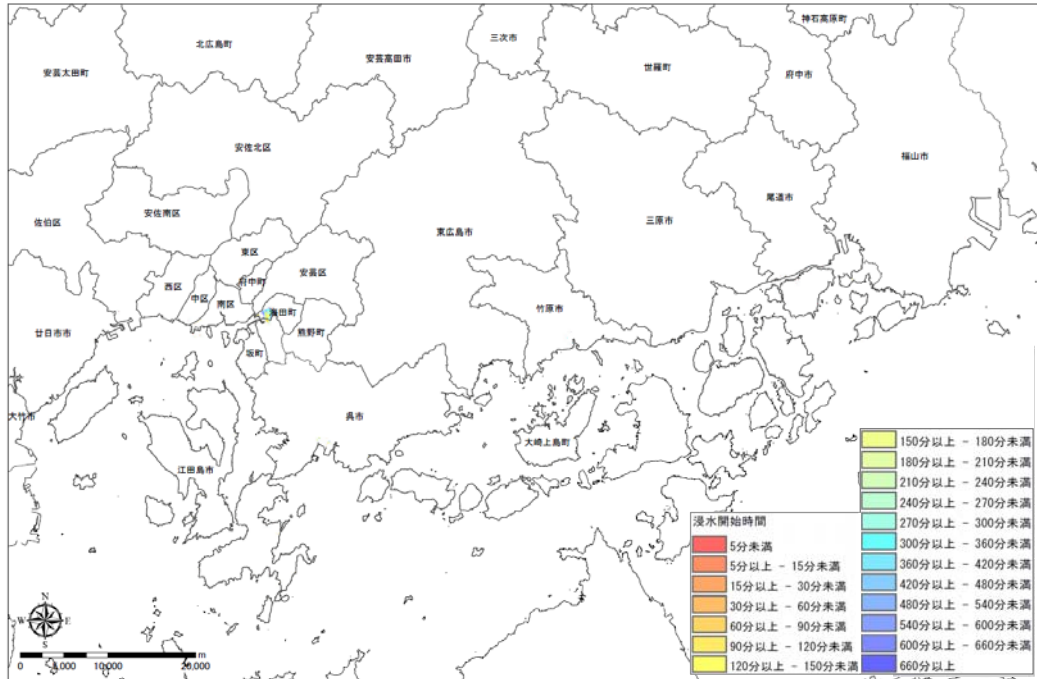 神石高原町
三次市
北広島町
安芸高田市
世羅町
安芸太田町
府中市
安佐北区
福山市
尾道市
安佐南区
佐伯区
三原市
東広島市
東区
安芸区
府中町
西区
中区
南区
竹原市
海田町
廿日市市
熊野町
坂町
大竹市
呉市
大崎上島町
江田島市
浸水開始時間
5分未満
5分以上 - 15分未満
15分以上 - 30分未満
30分以上 - 60分未満
60分以上 - 90分未満
90分以上 - 120分未満
120分以上 - 150分未満
150分以上 - 180分未満
180分以上 - 210分未満
210分以上 - 240分未満
240分以上 - 270分未満
270分以上 - 300分未満
300分以上 - 360分未満
360分以上 - 420分未満
420分以上 - 480分未満
480分以上 - 540分未満
540分以上 - 600分未満
600分以上 - 660分未満
660分以上
N
W E
S
m
0 5,000 10,000 20,000